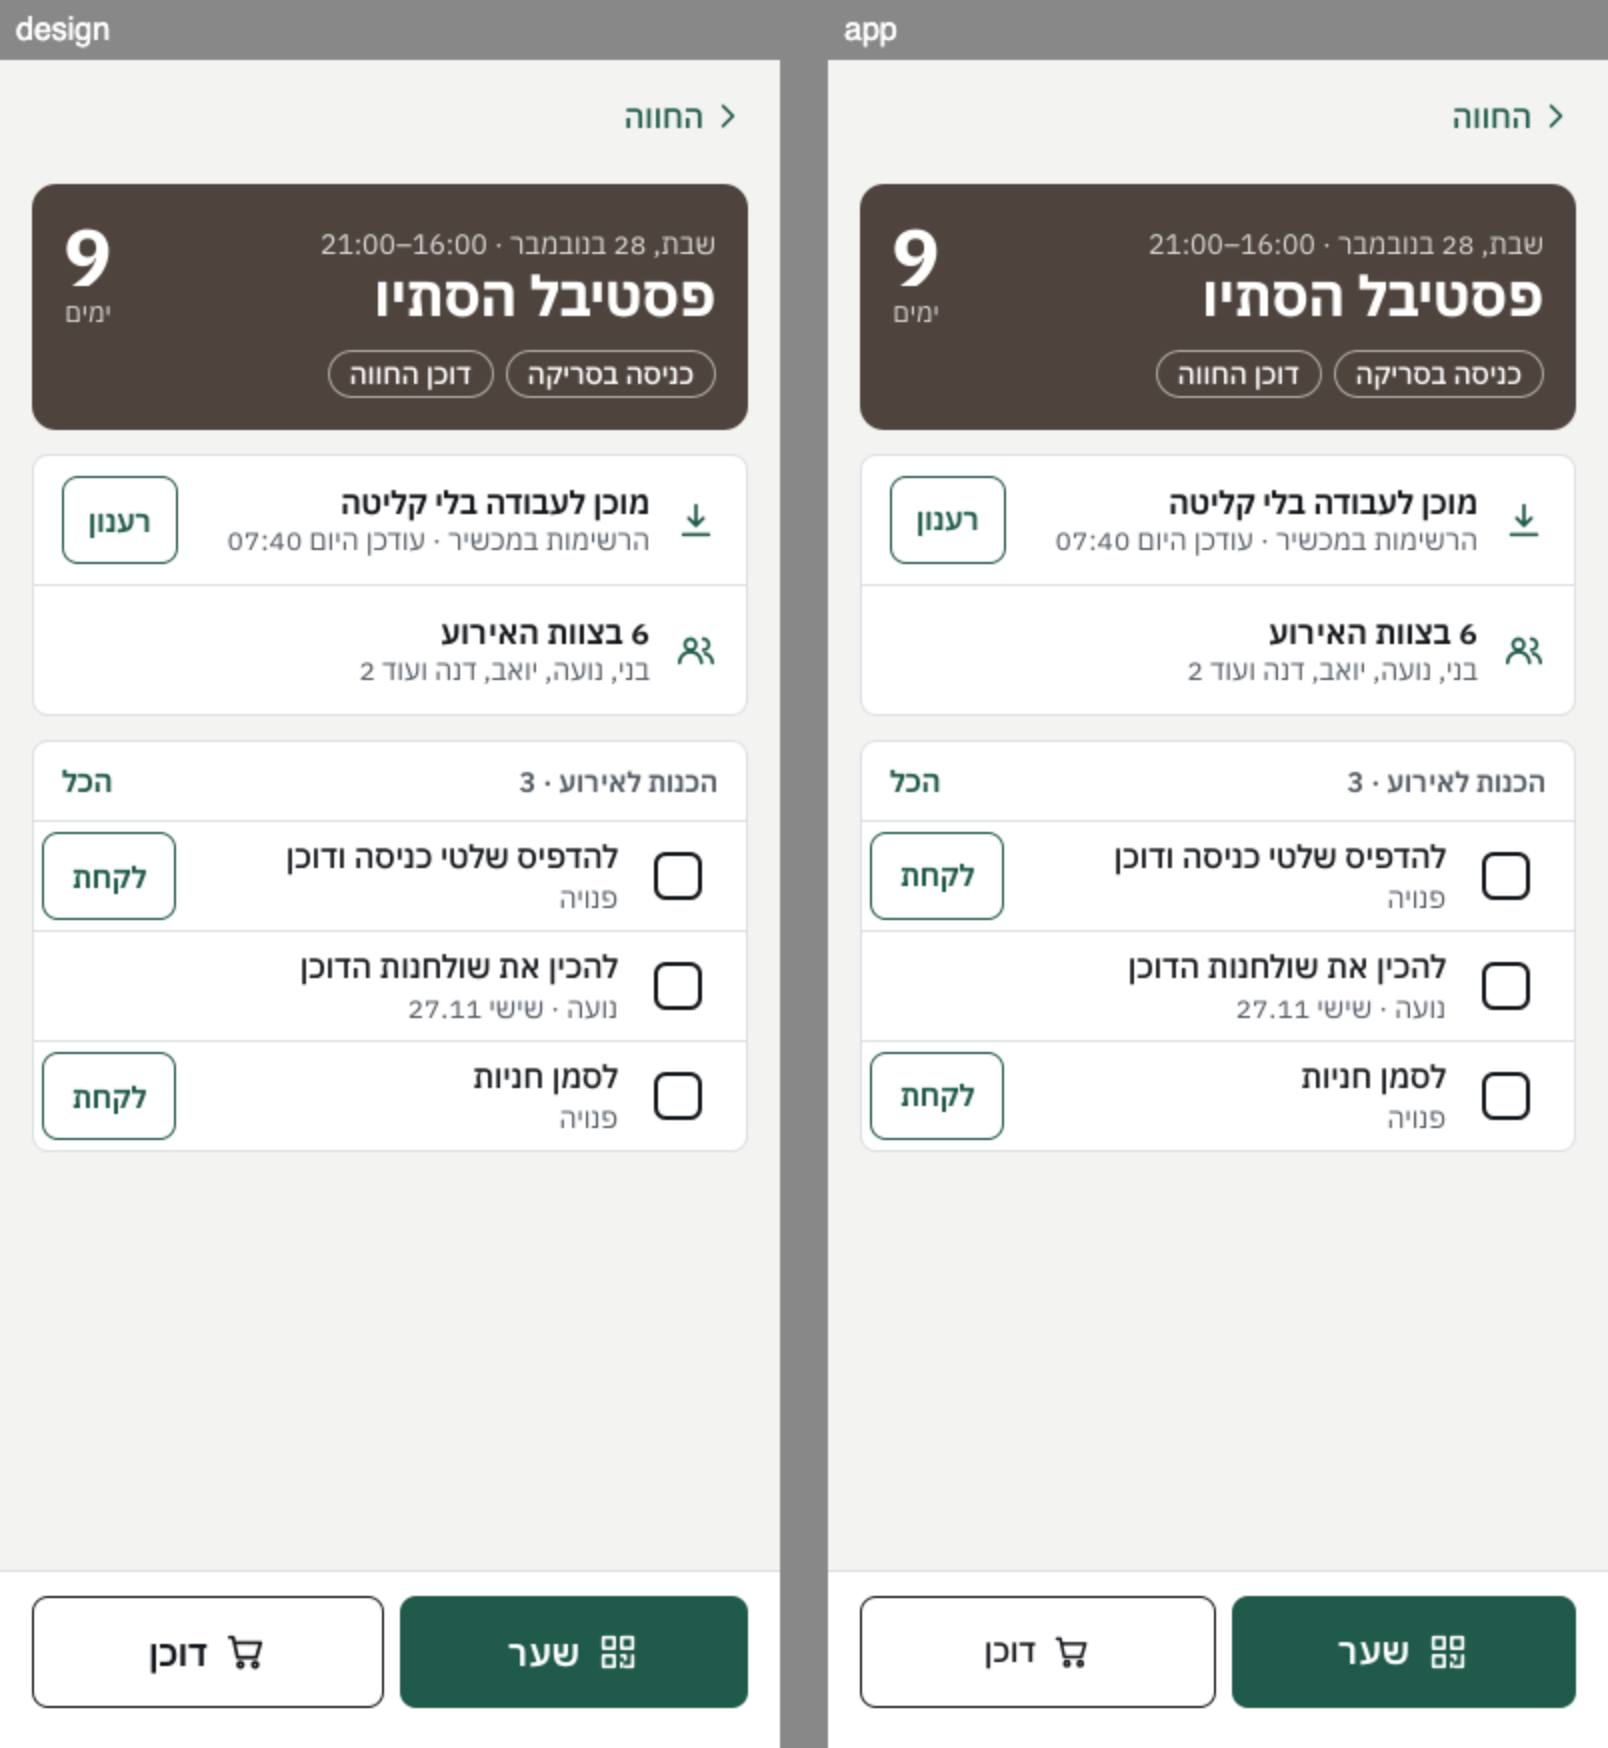 design
החווה
שבת, 28 בנובמבר · 16:00–21:00
פסטיבל הסתיו
9
ימים
כניסה בסריקה
דוכן החווה
מוכן לעבודה בלי קליטה
הרשימות במכשיר · עודכן היום 07:40
רענון
6 בצוות האירוע
בני, נועה, יואב, דנה ועוד 2
הכנות לאירוע · 3
הכל
להדפיס שלטי כניסה ודוכן
פנויה
לקחת
להכין את שולחנות הדוכן
נועה · שישי 27.11
לסמן חניות
פנויה
לקחת
שער
דוכן
app
החווה
שבת, 28 בנובמבר · 16:00–21:00
פסטיבל הסתיו
9
ימים
כניסה בסריקה
דוכן החווה
מוכן לעבודה בלי קליטה
הרשימות במכשיר · עודכן היום 07:40
רענון
6 בצוות האירוע
בני, נועה, יואב, דנה ועוד 2
הכנות לאירוע · 3
הכל
להדפיס שלטי כניסה ודוכן
פנויה
לקחת
להכין את שולחנות הדוכן
נועה · שישי 27.11
לסמן חניות
פנויה
לקחת
שער
דוכן